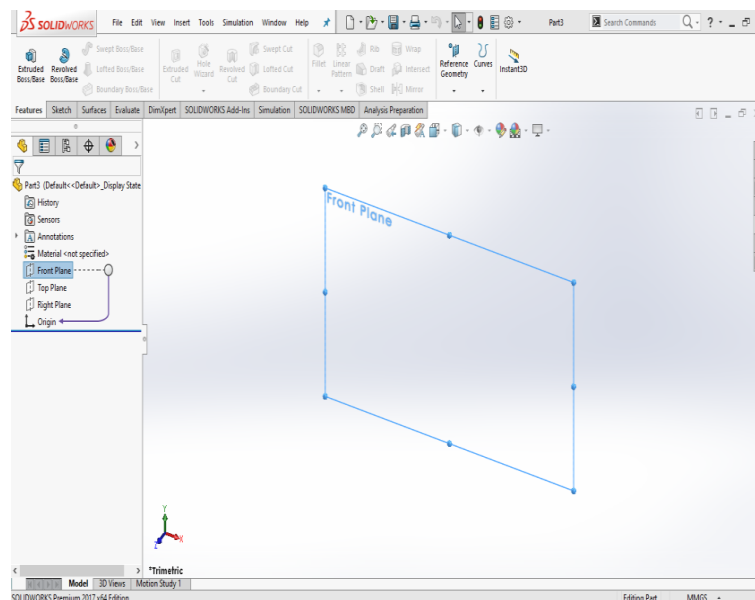 SOLIDWORKS File Edit View Insert Tools Simulation Window Help Part3 Search Commands ?
Extruded Boss/Base
Revolved Boss/Base
Swept Boss/Base
Lofted Boss/Base
Boundary Boss/Base
Extruded Cut
Hole Wizard
Revolved Cut
Swept Cut
Lofted Cut
Boundary Cut
Fillet
Linear Pattern
Rib
Draft
Shell
Wrap
Intersect
Mirror
Reference Geometry
Curves
Instant3D
Features Sketch Surfaces Evaluate DimXpert SOLIDWORKS Add-Ins Simulation SOLIDWORKS MBD Analysis Preparation
Part3 (Default<<Default>_Display State
History
Sensors
Annotations
Material <not specified>
Front Plane
Top Plane
Right Plane
Origin
Front Plane
Y
X
Z
*Trimetric
Model 3D Views Motion Study 1
SOLIDWORKS Premium 2017 x64 Edition Editing Part MMGS